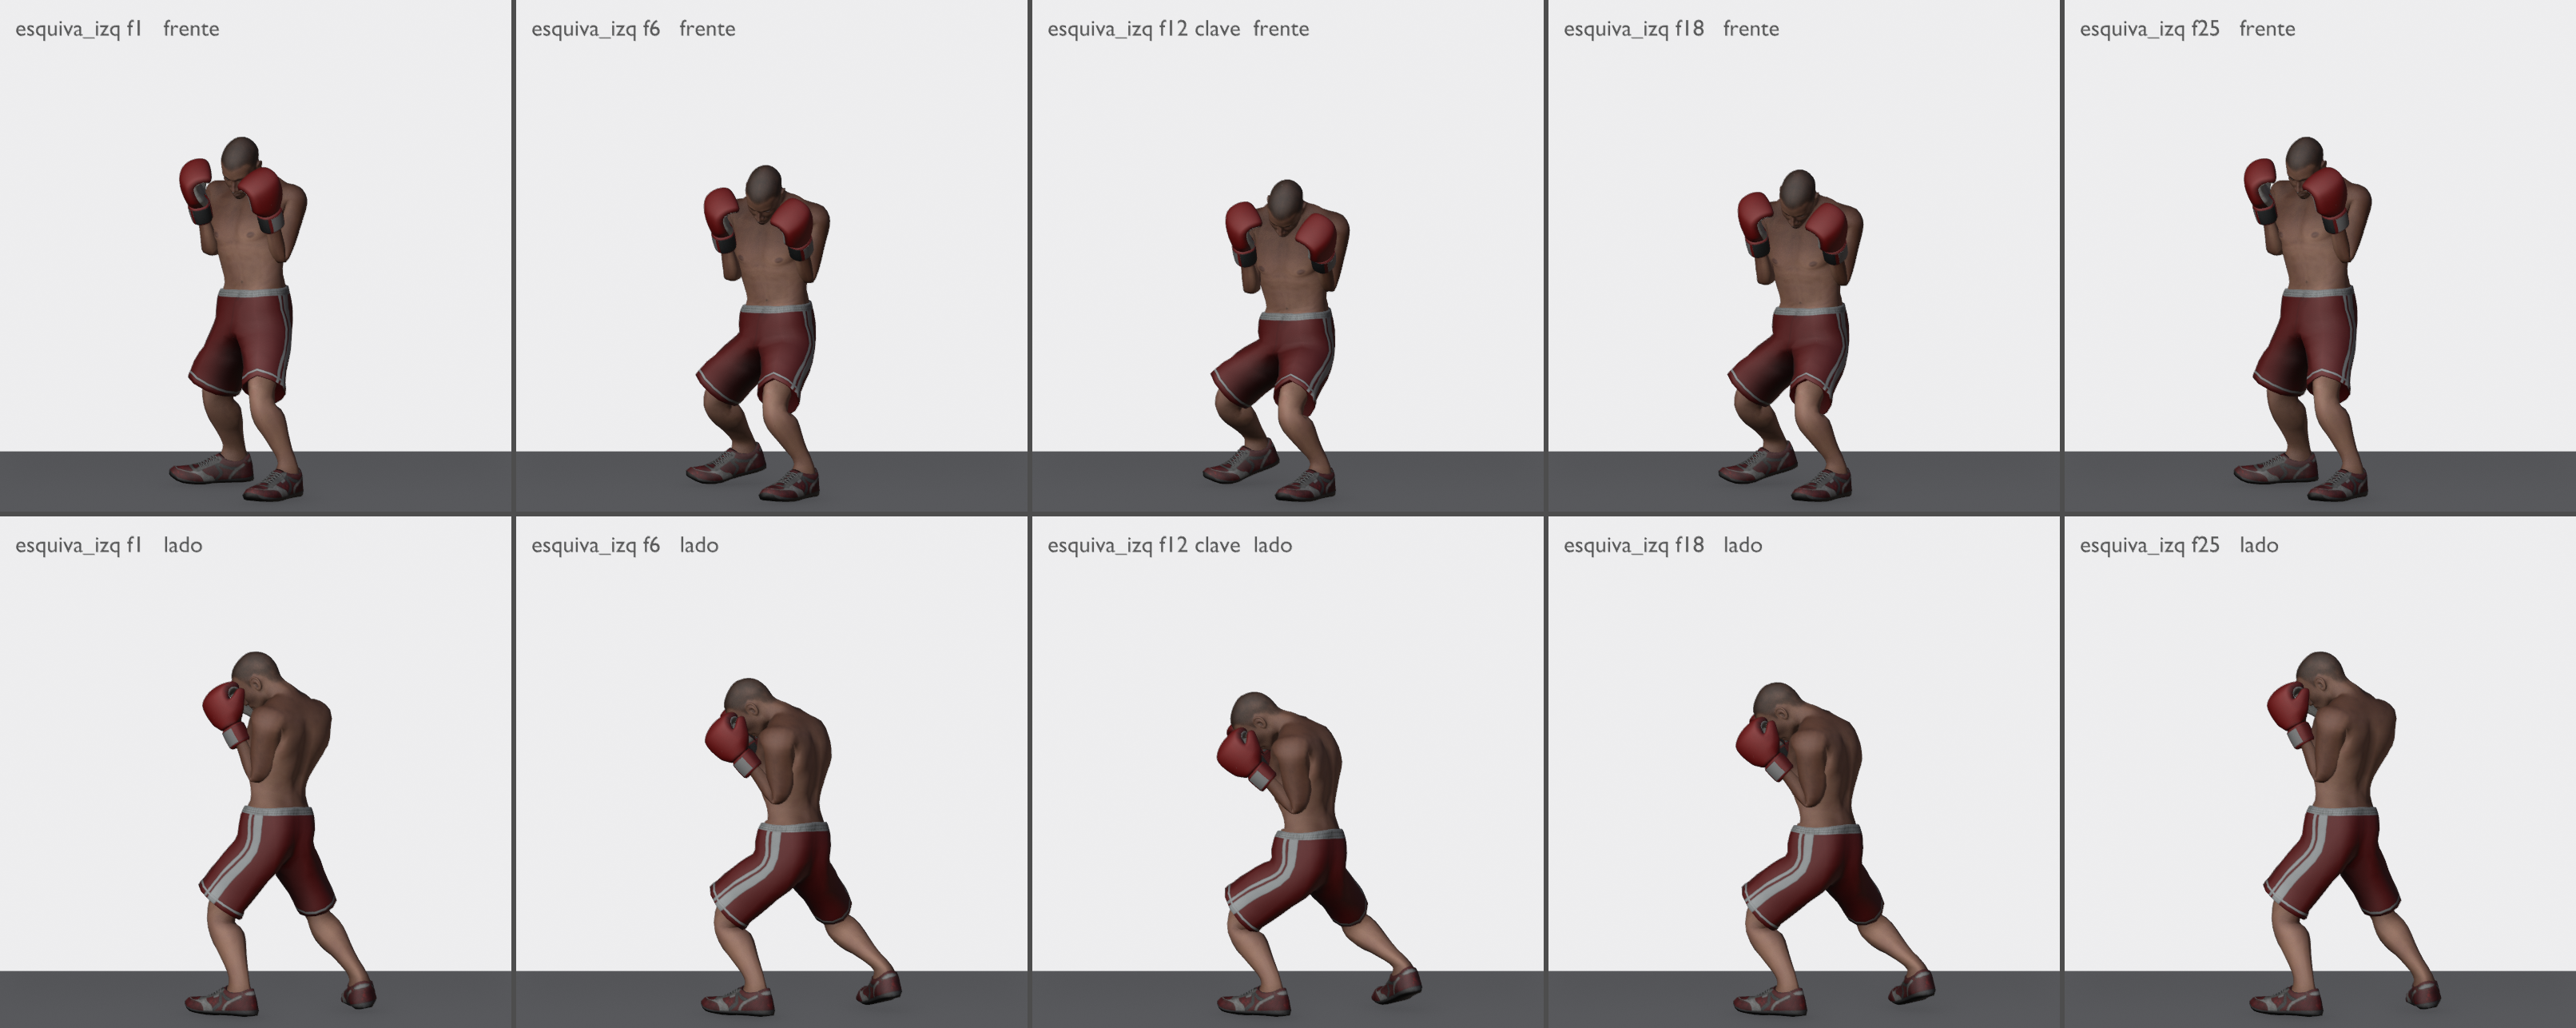 esquiva_izq f1 frente
esquiva_izq f6 frente
esquiva_izq f12 clave frente
esquiva_izq f18 frente
esquiva_izq f25 frente
esquiva_izq f1 lado
esquiva_izq f6 lado
esquiva_izq f12 clave lado
esquiva_izq f18 lado
esquiva_izq f25 lado